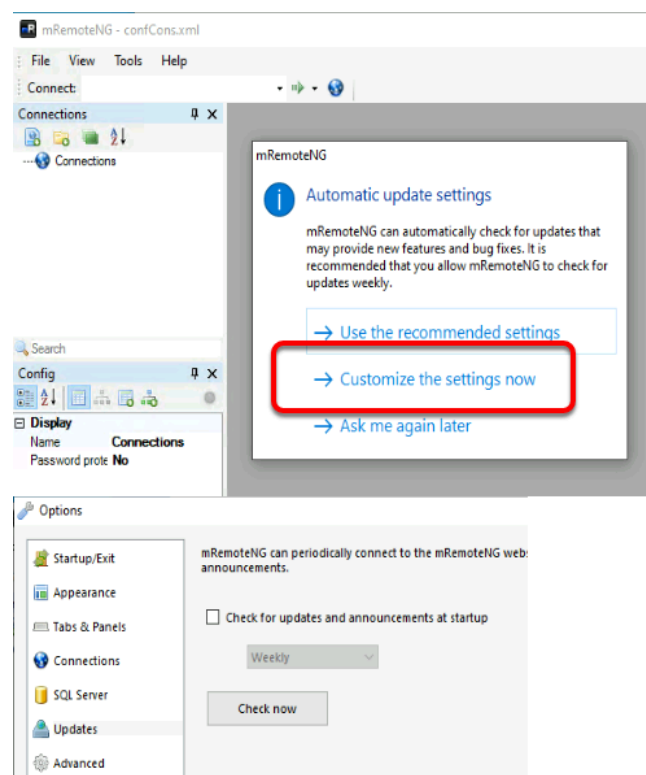 mRemoteNG - confCons.xml
File View Tools Help
Connect:
Connections
Connections
Search
Config
Display
Name Connections
Password prote No
mRemoteNG
Automatic update settings
mRemoteNG can automatically check for updates that
may provide new features and bug fixes. It is
recommended that you allow mRemoteNG to check for
updates weekly.
→ Use the recommended settings
→ Customize the settings now
→ Ask me again later
Options
Startup/Exit
Appearance
Tabs & Panels
Connections
SQL Server
Updates
Advanced
mRemoteNG can periodically connect to the mRemoteNG web
announcements.
Check for updates and announcements at startup
Weekly
Check now